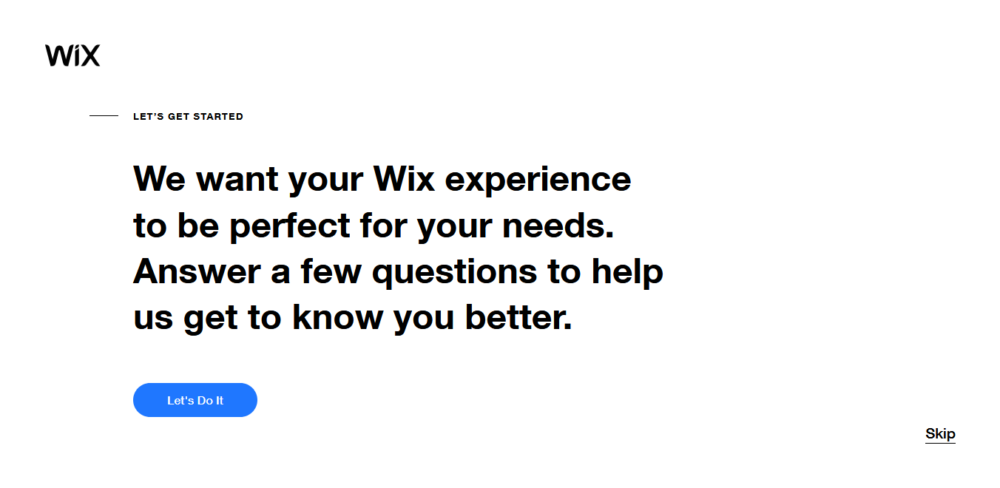 WiX
LET’S GET STARTED
We want your Wix experience
to be perfect for your needs.
Answer a few questions to help
us get to know you better.
Let's Do It
Skip